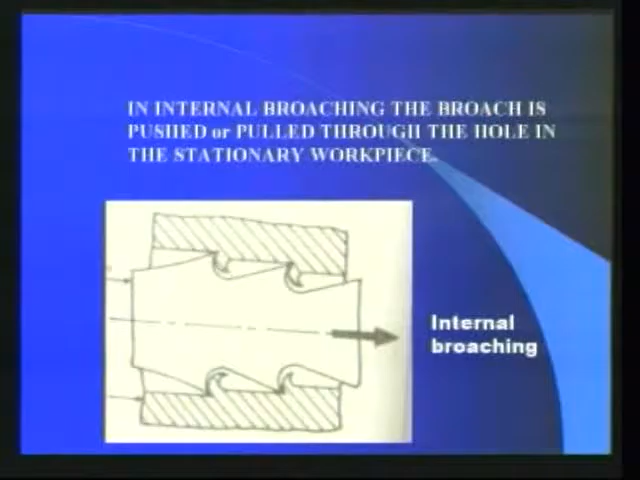 IN INTERNAL BROACHING THE BROACH IS
PUSHED or PULLED THROUGH THE HOLE IN
THE STATIONARY WORKPIECE.
Internal
broaching